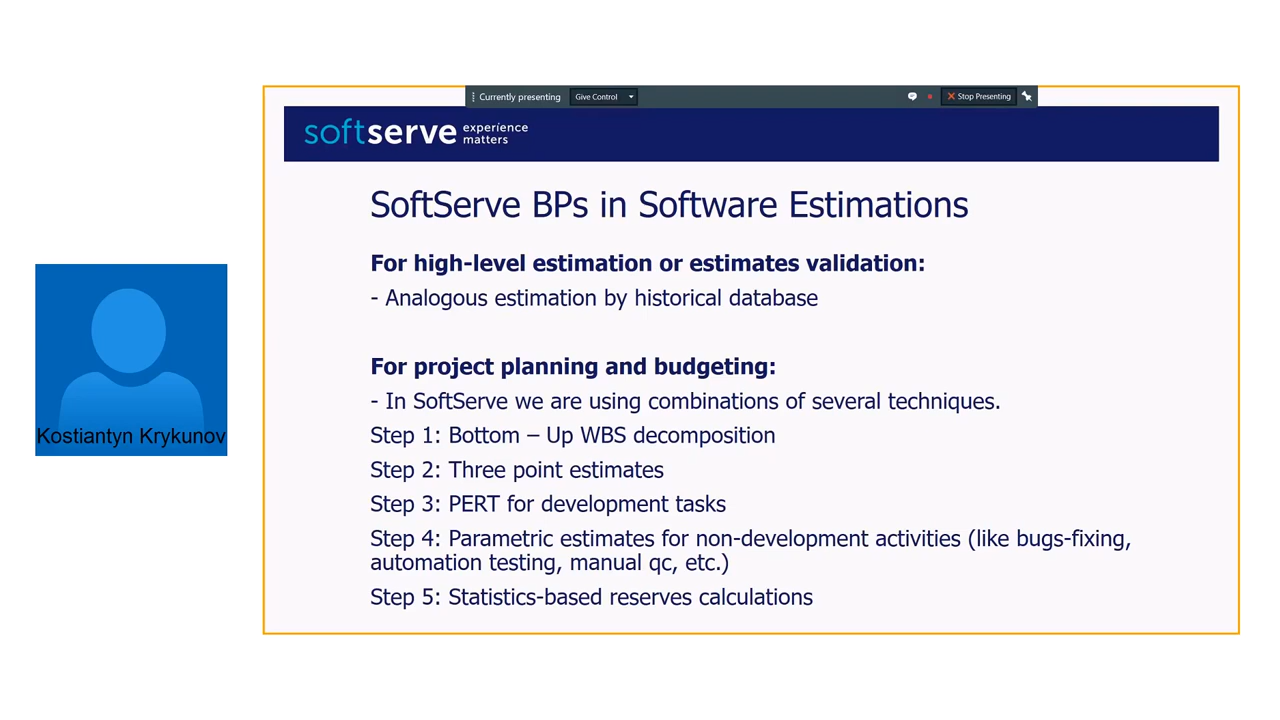 Currently presenting Give Control Stop Presenting
softserve experience
matters
SoftServe BPs in Software Estimations
For high-level estimation or estimates validation:
- Analogous estimation by historical database
For project planning and budgeting:
- In SoftServe we are using combinations of several techniques.
Step 1: Bottom – Up WBS decomposition
Step 2: Three point estimates
Step 3: PERT for development tasks
Step 4: Parametric estimates for non-development activities (like bugs-fixing,
automation testing, manual qc, etc.)
Step 5: Statistics-based reserves calculations
Kostiantyn Krykunov